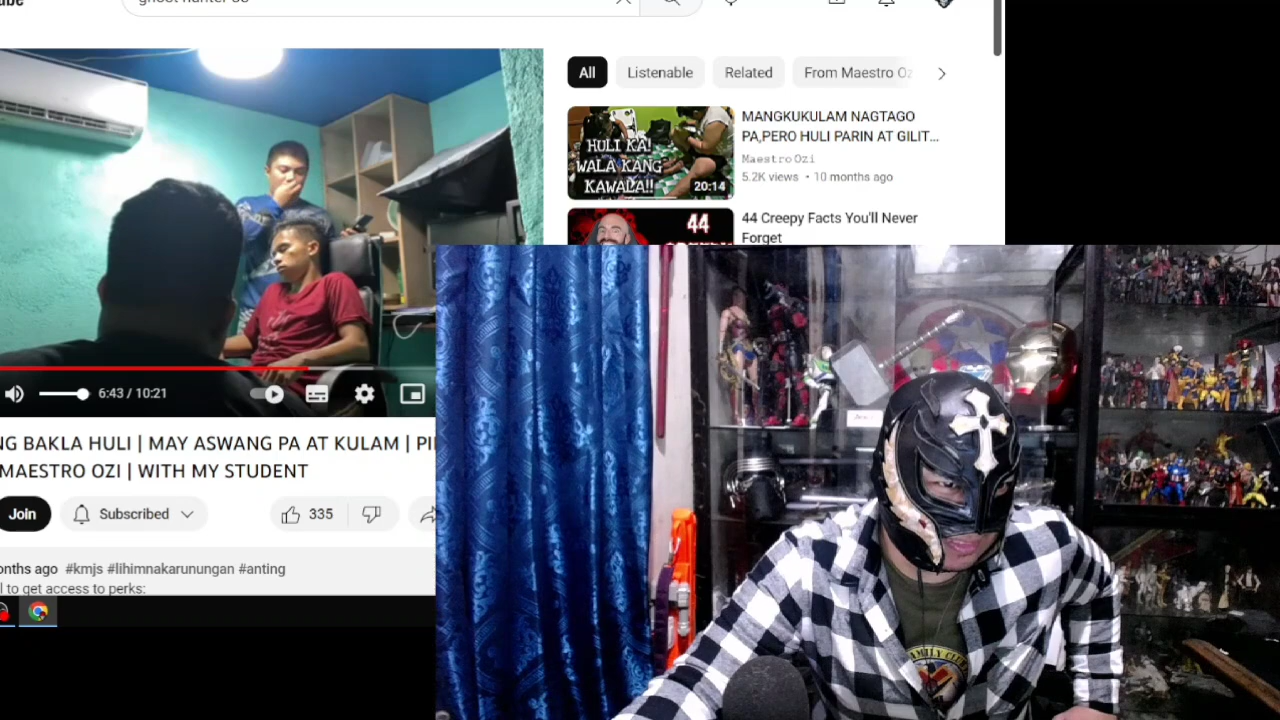 All
Listenable
Related
From Maestro
MANGKUKULAM NAGTAGO
PA,PERO HULI PARIN AT GILIT...
Maestro Ozi
5.2K views • 10 months ago
HULI KA!
WALA KANG
KAWALA!!
20:14
44 Creepy Facts You'll Never
Forget
44
6:43 / 10:21
NG BAKLA HULI | MAY ASWANG PA AT KULAM |
MAESTRO OZI | WITH MY STUDENT
Join
Subscribed
335
#kmjs #lihimnakarunungan #anting
to get access to perks:
FAMILY CLUB